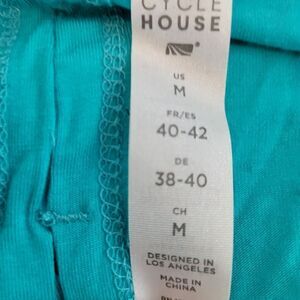 CYCLE
HOUSE
US
M
FR/ES
40-42
DE
38-40
CH
M
DESIGNED IN
LOS ANGELES
MADE IN
CHINA